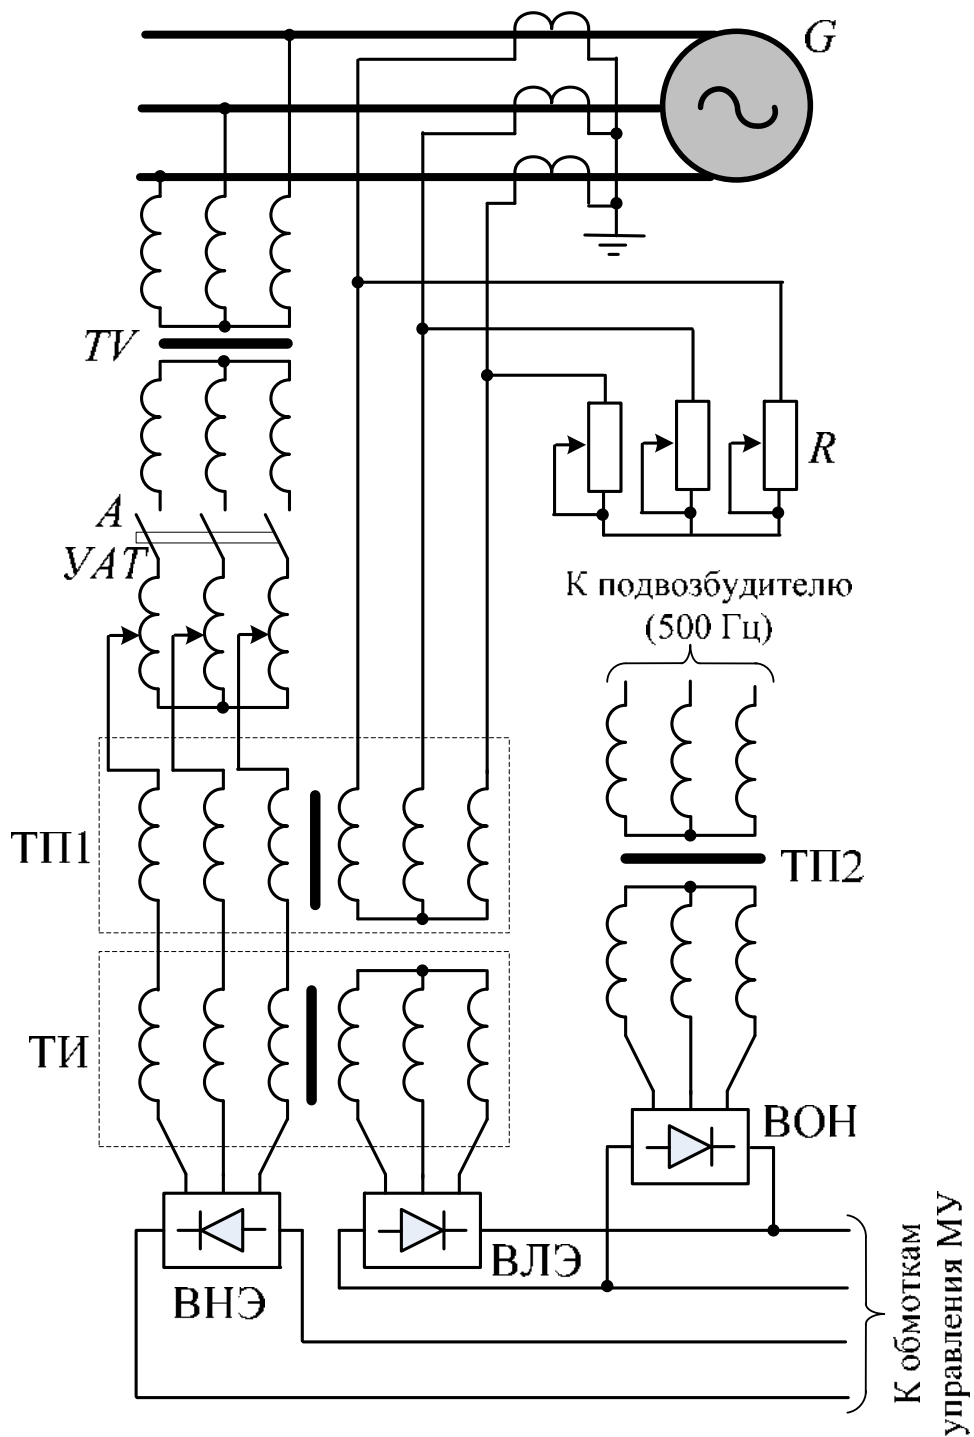 G
TV
R
А
УАТ
К подвозбудителю
(500 Гц)
ТП1
ТП2
ТИ
ВОН
ВЛЭ
ВНЭ
К обмоткам
управления МУ